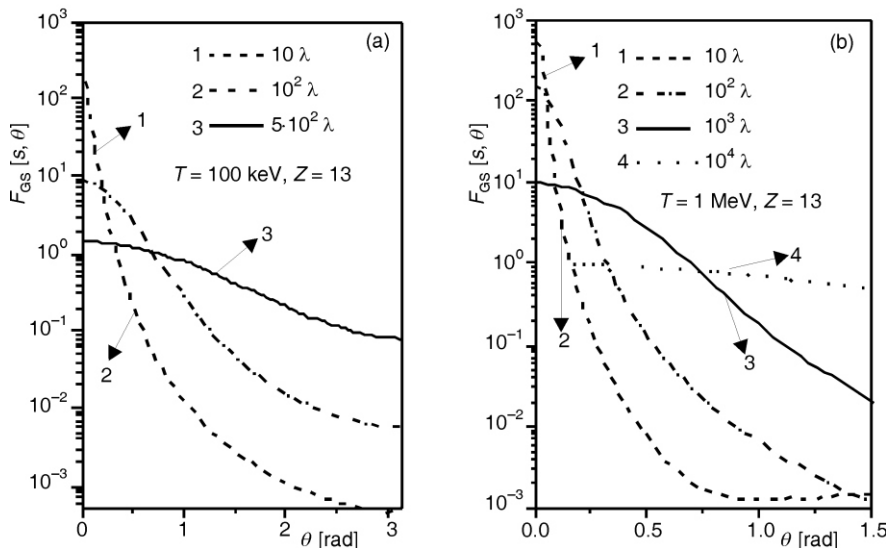 (a)
1 10 λ
2 10² λ
3 5·10² λ
T = 100 keV, Z = 13
F_GS [s, θ]
10³
10²
10¹
10⁰
10⁻¹
10⁻²
10⁻³
1
2
3
0
1
2
3
θ [rad]
(b)
1 10 λ
2 10² λ
3 10³ λ
4 10⁴ λ
T = 1 MeV, Z = 13
F_GS [s, θ]
10³
10²
10¹
10⁰
10⁻¹
10⁻²
10⁻³
1
2
3
4
0.0
0.5
1.0
1.5
θ [rad]